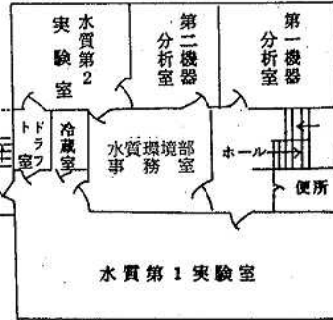 水質第2
実験室
第二機器
分析室
第一機器
分析室
ドラフト室
冷蔵室
水質環境部
事務室
ホール
便所
水質第1実験室